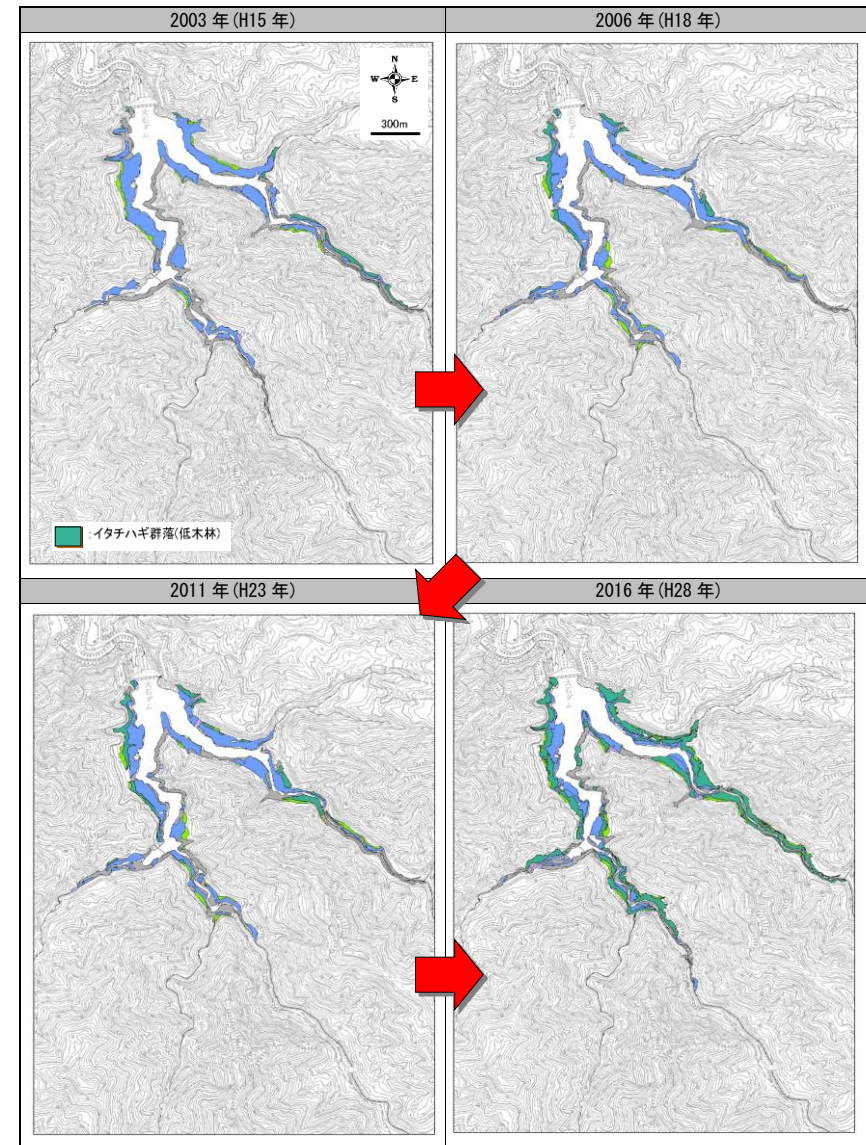 2003 年(H15 年)
2006 年(H18 年)
N
W E
S
300m
:イタチハギ群落(低木林)
2011 年(H23 年)
2016 年(H28 年)